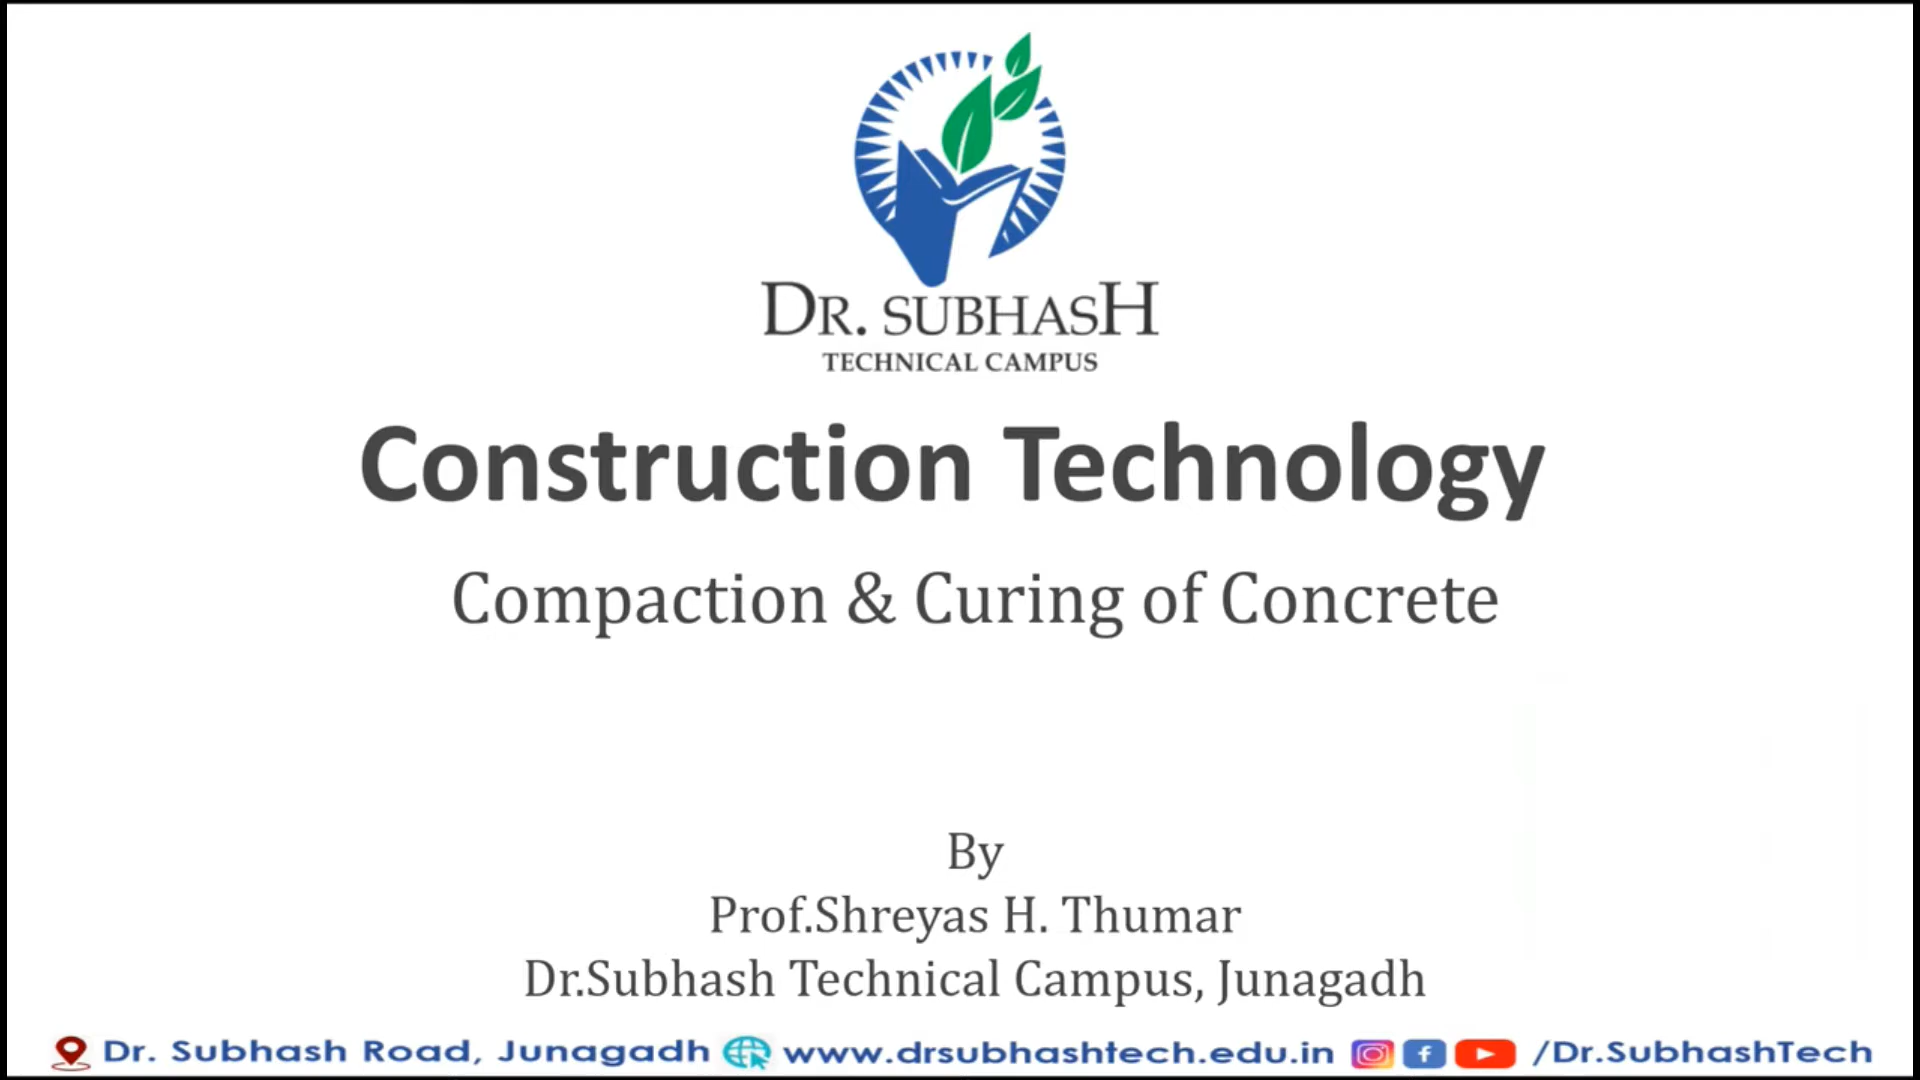 DR. SUBHASH
TECHNICAL CAMPUS
Construction Technology
Compaction & Curing of Concrete
By
Prof.Shreyas H. Thumar
Dr.Subhash Technical Campus, Junagadh
Dr. Subhash Road, Junagadh www.drsubhashtech.edu.in /Dr.SubhashTech